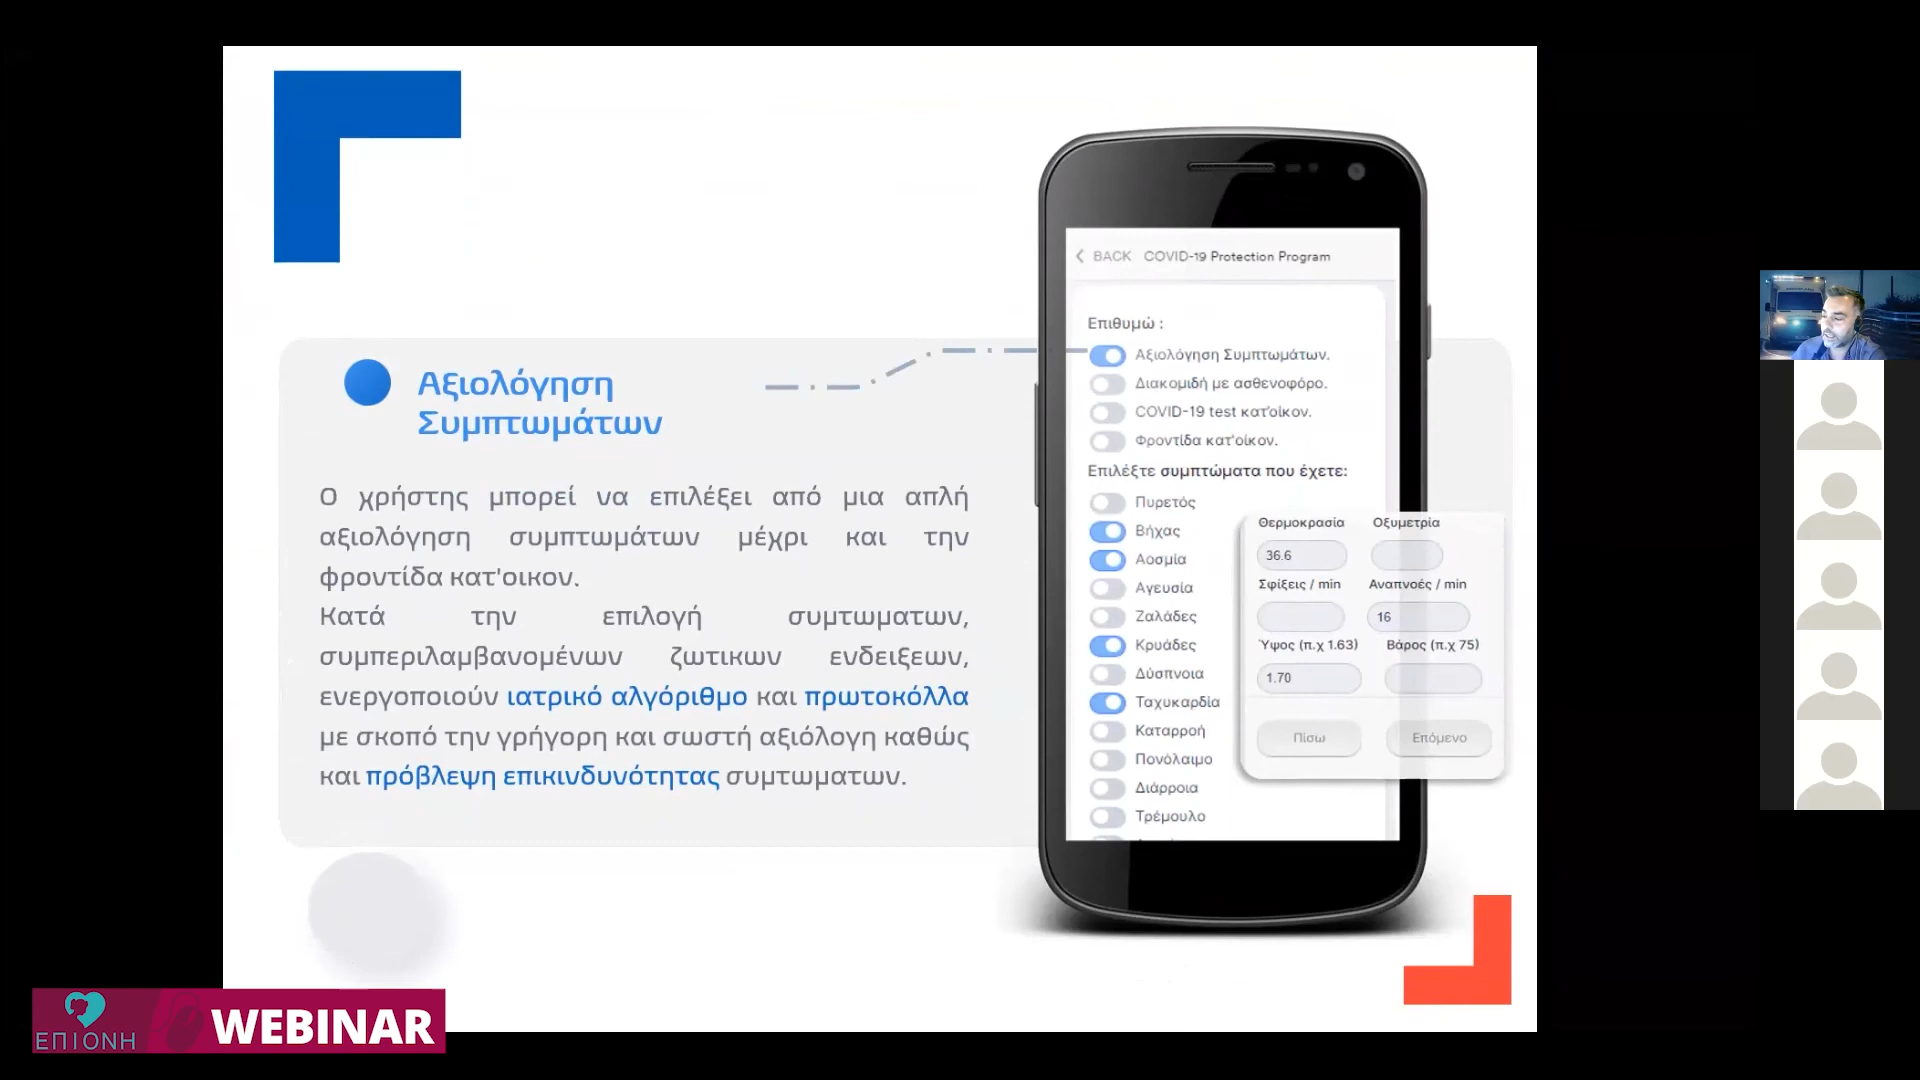 Αξιολόγηση
Συμπτωμάτων
Ο χρήστης μπορεί να επιλέξει από μια απλή
αξιολόγηση συμπτωμάτων μέχρι και την
φροντίδα κατ'οικον.
Κατά την επιλογή συμτωματων,
συμπεριλαμβανομένων ζωτικων ενδειξεων,
ενεργοποιούν ιατρικό αλγόριθμο και πρωτοκόλλα
με σκοπό την γρήγορη και σωστή αξιόλογη καθώς
και πρόβλεψη επικινδυνότητας συμτωματων.
BACK COVID-19 Protection Program
Επιθυμώ :
Αξιολόγηση Συμπτωμάτων.
Διακομιδή με ασθενοφόρο.
COVID-19 test κατ'οίκον.
Φροντίδα κατ'οίκον.
Επιλέξτε συμπτώματα που έχετε:
Πυρετός
Βήχας
Αοσμία
Αγευσία
Ζαλάδες
Κρυάδες
Δύσπνοια
Ταχυκαρδία
Καταρροή
Πονόλαιμο
Διάρροια
Τρέμουλο
Θερμοκρασία Οξυμετρία
36.6
Σφίξεις / min Αναπνοές / min
16
Ύψος (π.χ 1.63) Βάρος (π.χ 75)
1.70
Πίσω Επόμενο
ΕΠΙΟΝΗ
WEBINAR